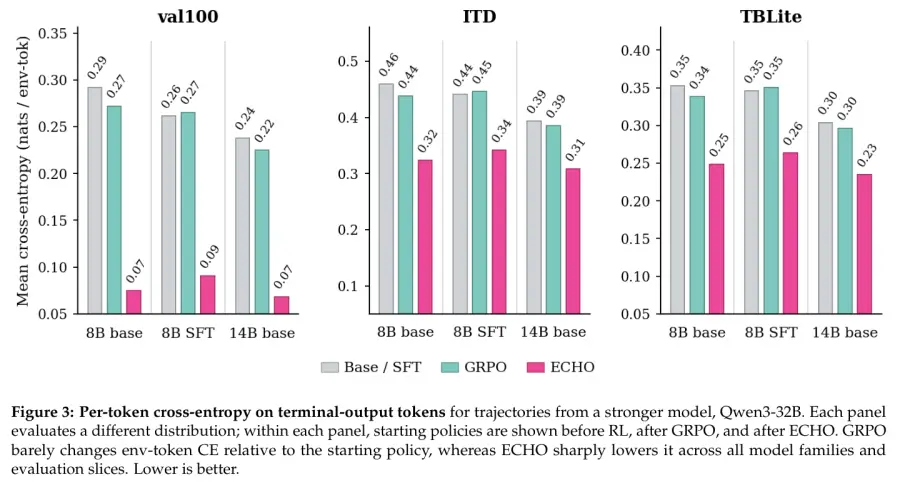 val100
ITD
TBLite
Mean cross-entropy (nats / env-tok)
0.35
0.30
0.25
0.20
0.15
0.10
0.05
0.29
0.27
0.07
0.26
0.27
0.09
0.24
0.22
0.07
8B base
8B SFT
14B base
0.5
0.4
0.3
0.2
0.1
0.46
0.44
0.32
0.44
0.45
0.34
0.39
0.39
0.31
8B base
8B SFT
14B base
0.40
0.35
0.30
0.25
0.20
0.15
0.10
0.05
0.35
0.34
0.25
0.35
0.35
0.26
0.30
0.30
0.23
8B base
8B SFT
14B base
Base / SFT
GRPO
ECHO
Figure 3: Per-token cross-entropy on terminal-output tokens for trajectories from a stronger model, Qwen3-32B. Each panel
evaluates a different distribution; within each panel, starting policies are shown before RL, after GRPO, and after ECHO. GRPO
barely changes env-token CE relative to the starting policy, whereas ECHO sharply lowers it across all model families and
evaluation slices. Lower is better.